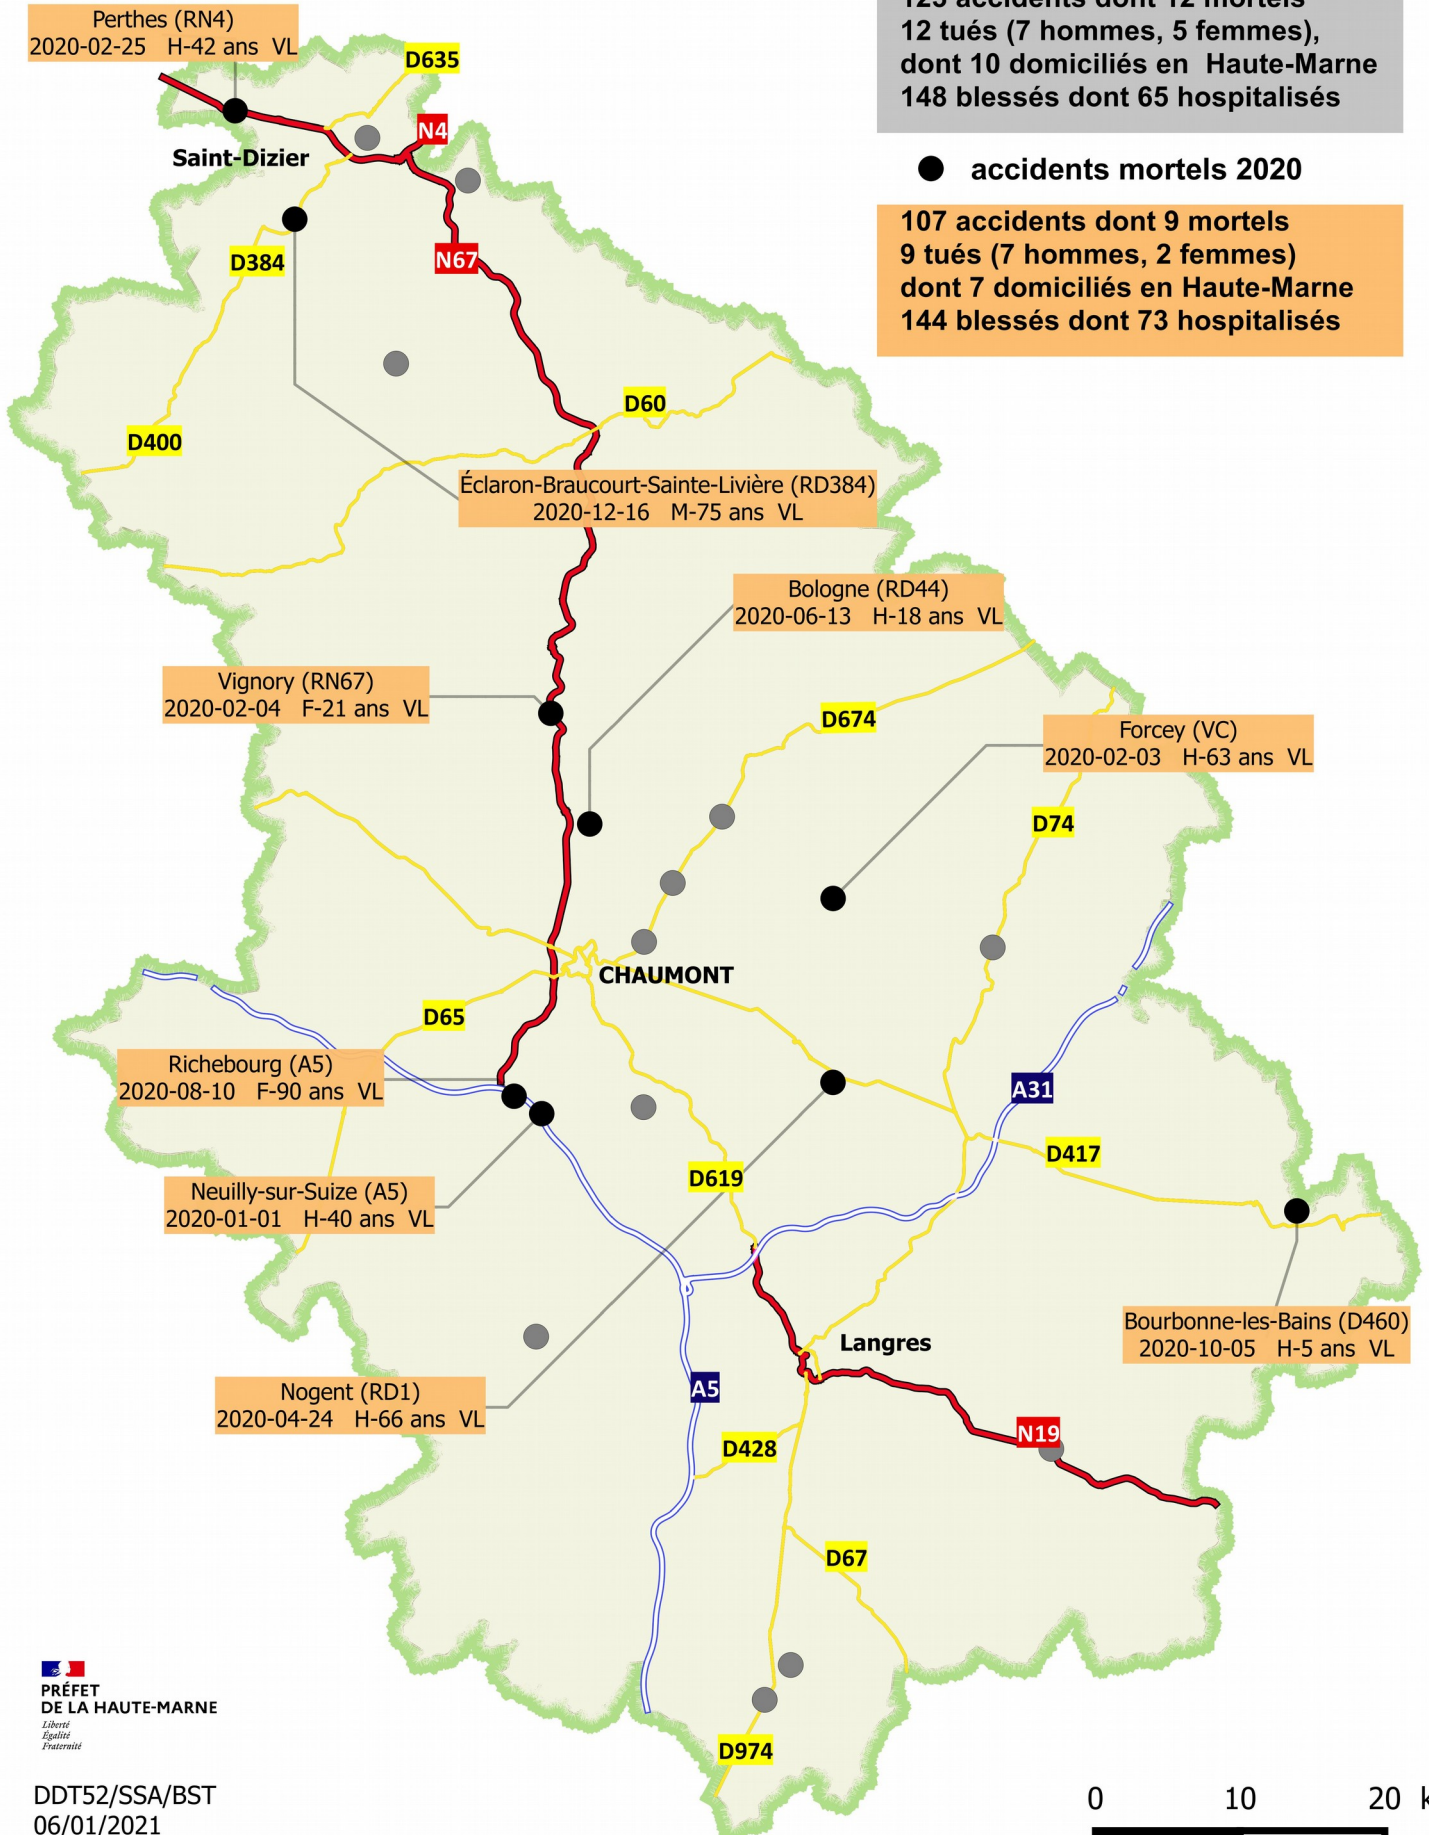 123 accidents dont 12 mortels
12 tués (7 hommes, 5 femmes),
dont 10 domiciliés en Haute-Marne
148 blessés dont 65 hospitalisés
accidents mortels 2020
107 accidents dont 9 mortels
9 tués (7 hommes, 2 femmes)
dont 7 domiciliés en Haute-Marne
144 blessés dont 73 hospitalisés
Perthes (RN4)
2020-02-25 H-42 ans VL
D635
N4
Saint-Dizier
N67
D384
D60
D400
Éclaron-Braucourt-Sainte-Livière (RD384)
2020-12-16 M-75 ans VL
Bologne (RD44)
2020-06-13 H-18 ans VL
Vignory (RN67)
2020-02-04 F-21 ans VL
D674
Forcey (VC)
2020-02-03 H-63 ans VL
D74
CHAUMONT
D65
Richebourg (A5)
2020-08-10 F-90 ans VL
A31
D417
D619
Neuilly-sur-Suize (A5)
2020-01-01 H-40 ans VL
Bourbonne-les-Bains (D460)
2020-10-05 H-5 ans VL
Langres
Nogent (RD1)
2020-04-24 H-66 ans VL
A5
N19
D428
D67
D974
PRÉFET
DE LA HAUTE-MARNE
Liberté
Égalité
Fraternité
DDT52/SSA/BST
06/01/2021
0 10 20 k